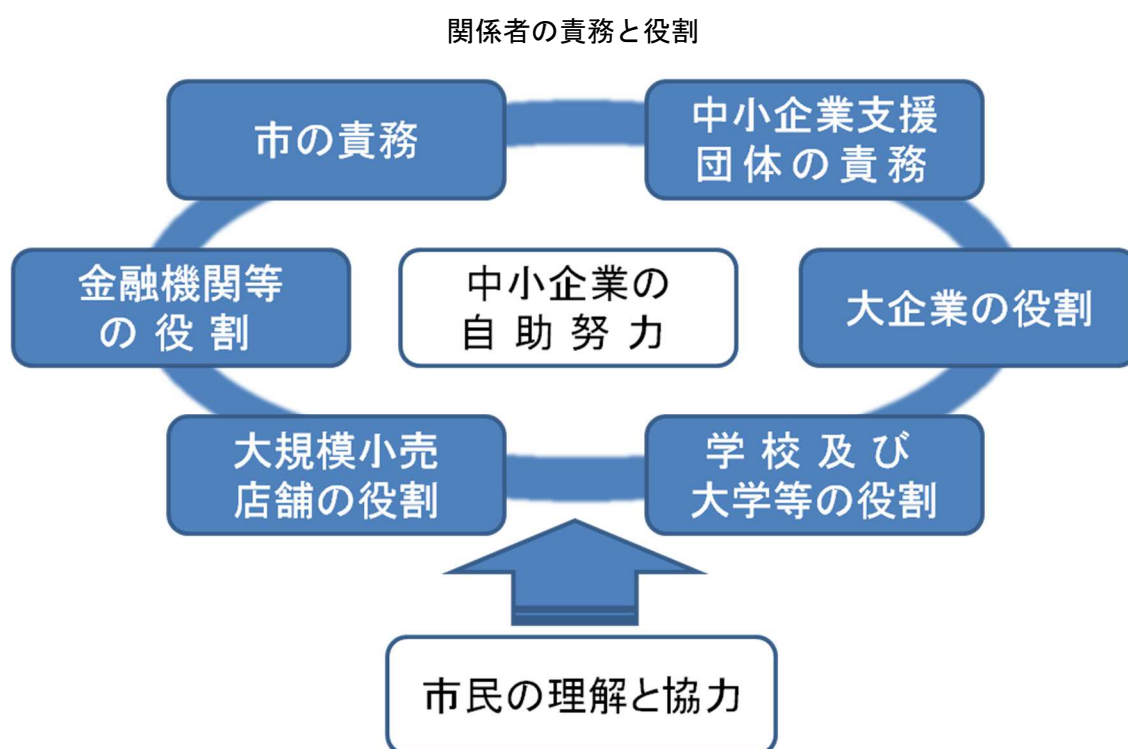 関係者の責務と役割
市の責務
中小企業支援
団体の責務
金融機関等
の役割
中小企業の
自助努力
大企業の役割
大規模小売
店舗の役割
学校及び
大学等の役割
市民の理解と協力